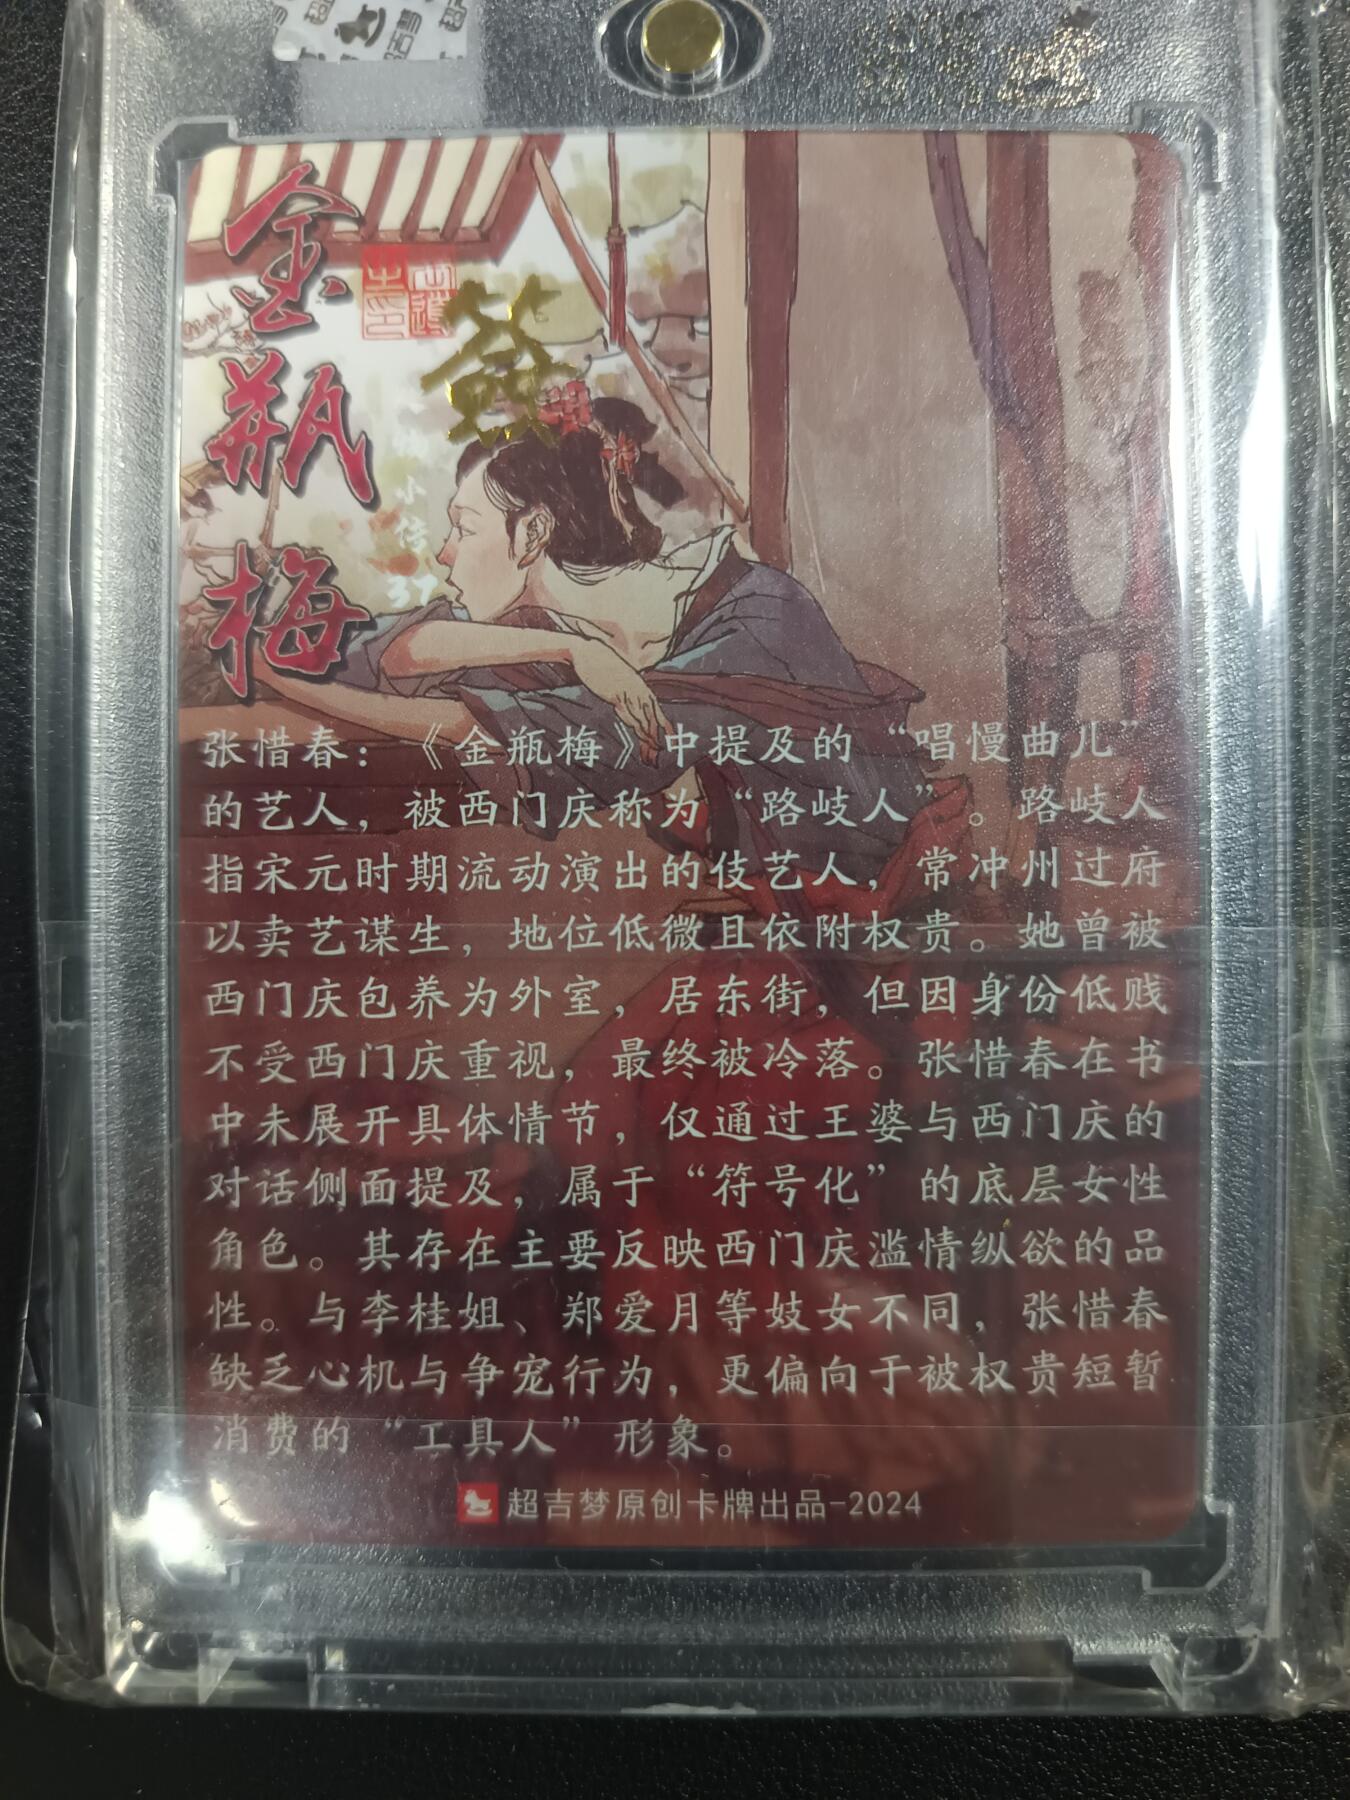 金瓶梅
小传
37
张惜春：《金瓶梅》中提及的“唱慢曲儿”
的艺人，被西门庆称为“路岐人”。路岐人
指宋元时期流动演出的伎艺人，常冲州过府
以卖艺谋生，地位低微且依附权贵。她曾被
西门庆包养为外室，居东街，但因身份低贱
不受西门庆重视，最终被冷落。张惜春在书
中未展开具体情节，仅通过王婆与西门庆的
对话侧面提及，属于“符号化”的底层女性
角色。其存在主要反映西门庆滥情纵欲的品
性。与李桂姐、郑爱月等妓女不同，张惜春
缺乏心机与争宠行为，更偏向于被权贵短暂
消费的“工具人”形象。
超吉梦原创卡牌出品-2024